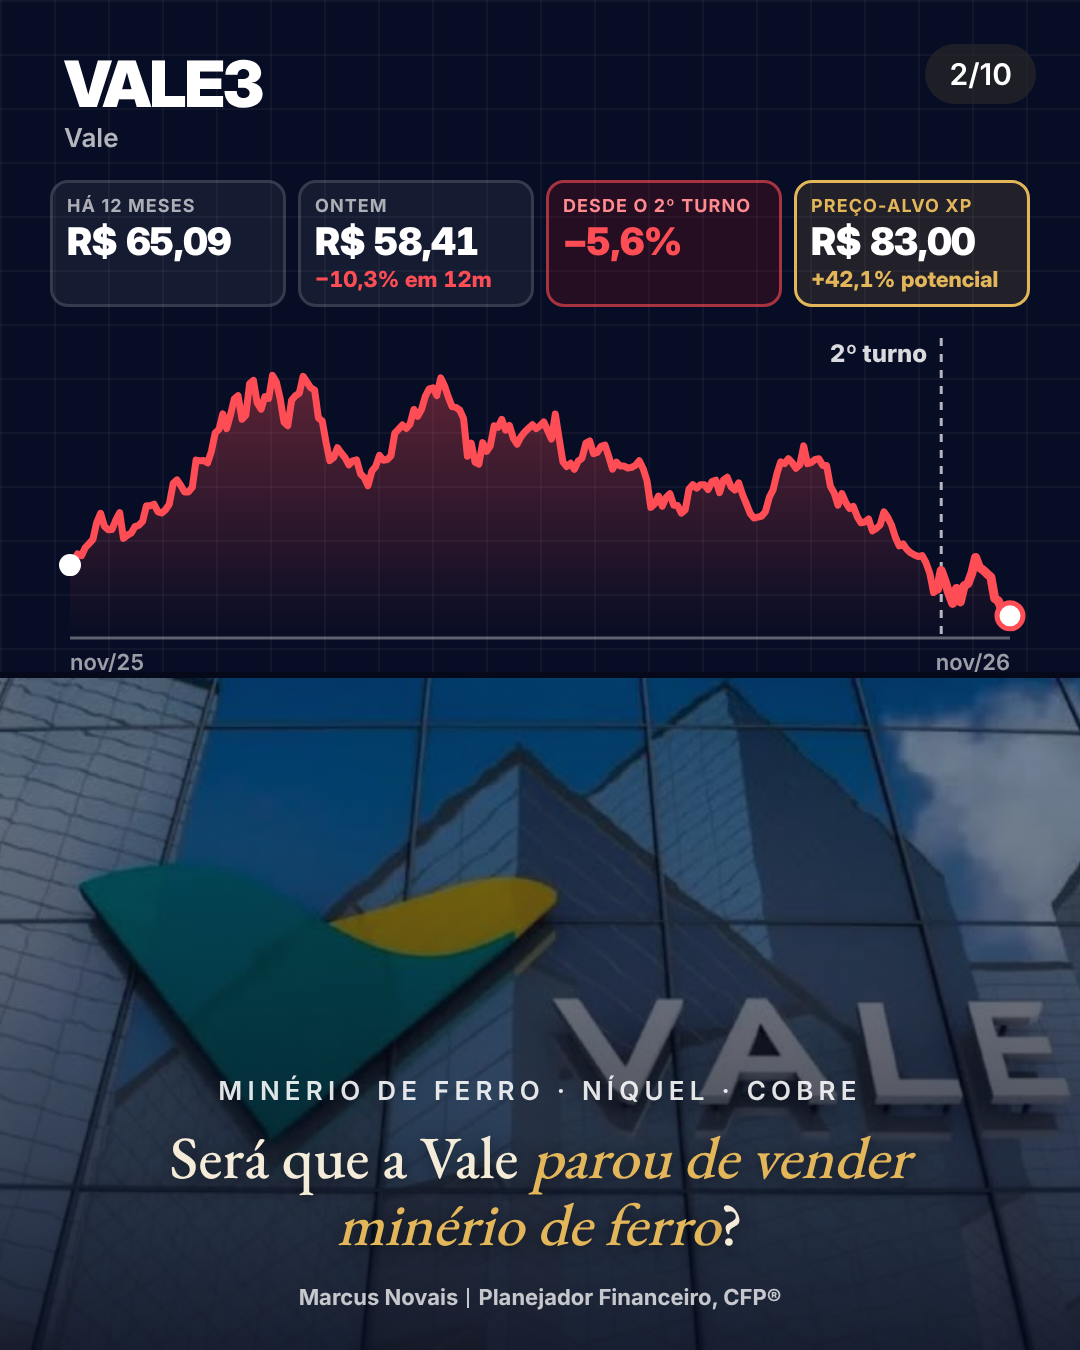 VALE3
2/10
Vale
HÁ 12 MESES
R$ 65,09
ONTEM
R$ 58,41
−10,3% em 12m
DESDE O 2º TURNO
−5,6%
PREÇO-ALVO XP
R$ 83,00
+42,1% potencial
2º turno
nov/25
nov/26
VALE
MINÉRIO DE FERRO · NÍQUEL · COBRE
Será que a Vale parou de vender
minério de ferro?
Marcus Novais | Planejador Financeiro, CFP®